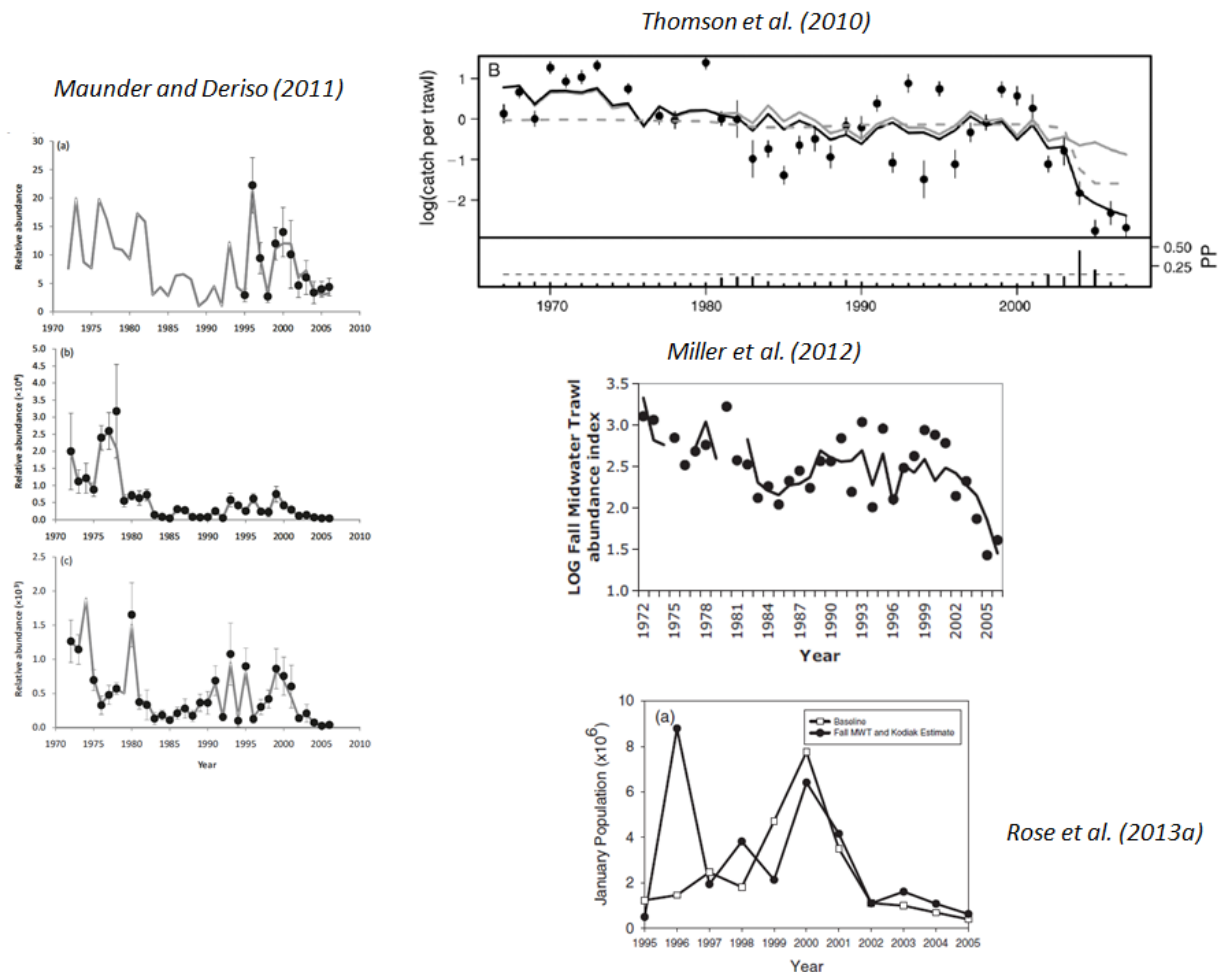 Thomson et al. (2010)
Maunder and Deriso (2011)
(a)
Relative abundance
30
25
20
15
10
5
0
1970 1975 1980 1985 1990 1995 2000 2005 2010
(b)
Relative abundance (×10⁴)
5.0
4.5
4.0
3.5
3.0
2.5
2.0
1.5
1.0
0.5
0.0
1970 1975 1980 1985 1990 1995 2000 2005 2010
(c)
Relative abundance (×10³)
2.5
2.0
1.5
1.0
0.5
0.0
1970 1975 1980 1985 1990 1995 2000 2005 2010
Year
B
log(catch per trawl)
1
0
-1
-2
0.50
0.25
PP
1970 1980 1990 2000
Miller et al. (2012)
LOG Fall Midwater Trawl
abundance index
3.5
3.0
2.5
2.0
1.5
1.0
1972 1975 1978 1981 1984 1987 1990 1993 1996 1999 2002 2005
Year
(a)
Baseline
Fall MWT and Kodiak Estimate
January Population (x10⁶)
10
8
6
4
2
0
1995 1996 1997 1998 1999 2000 2001 2002 2003 2004 2005
Year
Rose et al. (2013a)